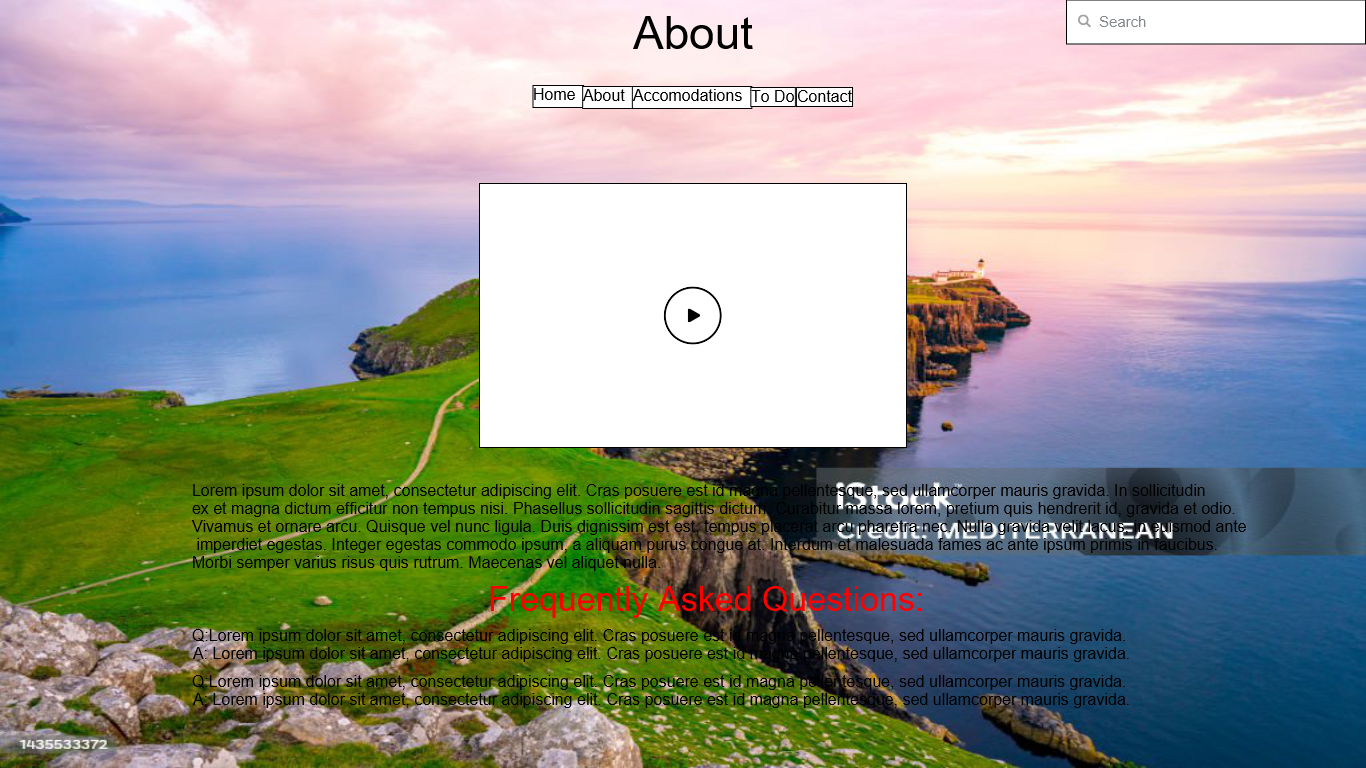 About
Search
Home About Accomodations To Do Contact
Lorem ipsum dolor sit amet, consectetur adipiscing elit. Cras posuere est id magna pellentesque, sed ullamcorper mauris gravida. In sollicitudin
ex et magna dictum efficitur non tempus nisi. Phasellus sollicitudin sagittis dictum. Curabitur massa lorem, pretium quis hendrerit id, gravida et odio.
Vivamus et ornare arcu. Quisque vel nunc ligula. Duis dignissim est est, tempus placerat arcu pharetra nec. Nulla gravida velit lacus, in euismod ante
imperdiet egestas. Integer egestas commodo ipsum, a aliquam purus congue at. Interdum et malesuada fames ac ante ipsum primis in faucibus.
Morbi semper varius risus quis rutrum. Maecenas vel aliquet nulla.
iStock™
Credit: MEDITERRANEAN
Frequently Asked Questions:
Q:Lorem ipsum dolor sit amet, consectetur adipiscing elit. Cras posuere est id magna pellentesque, sed ullamcorper mauris gravida.
A: Lorem ipsum dolor sit amet, consectetur adipiscing elit. Cras posuere est id magna pellentesque, sed ullamcorper mauris gravida.
Q:Lorem ipsum dolor sit amet, consectetur adipiscing elit. Cras posuere est id magna pellentesque, sed ullamcorper mauris gravida.
A: Lorem ipsum dolor sit amet, consectetur adipiscing elit. Cras posuere est id magna pellentesque, sed ullamcorper mauris gravida.
1435533372